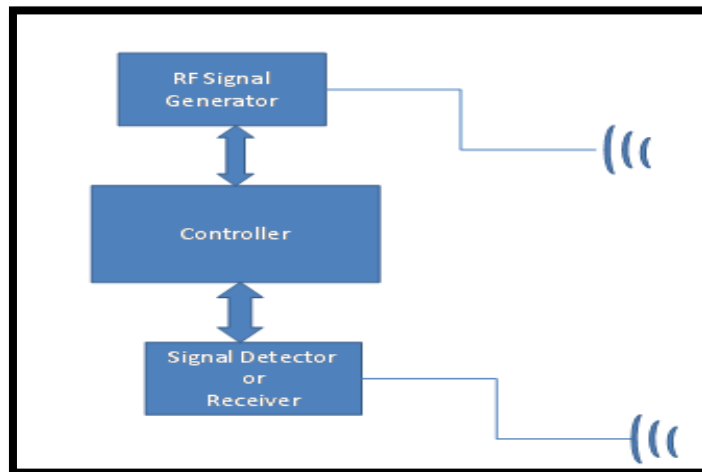 RF Signal
Generator
Controller
Signal Detector
or
Receiver